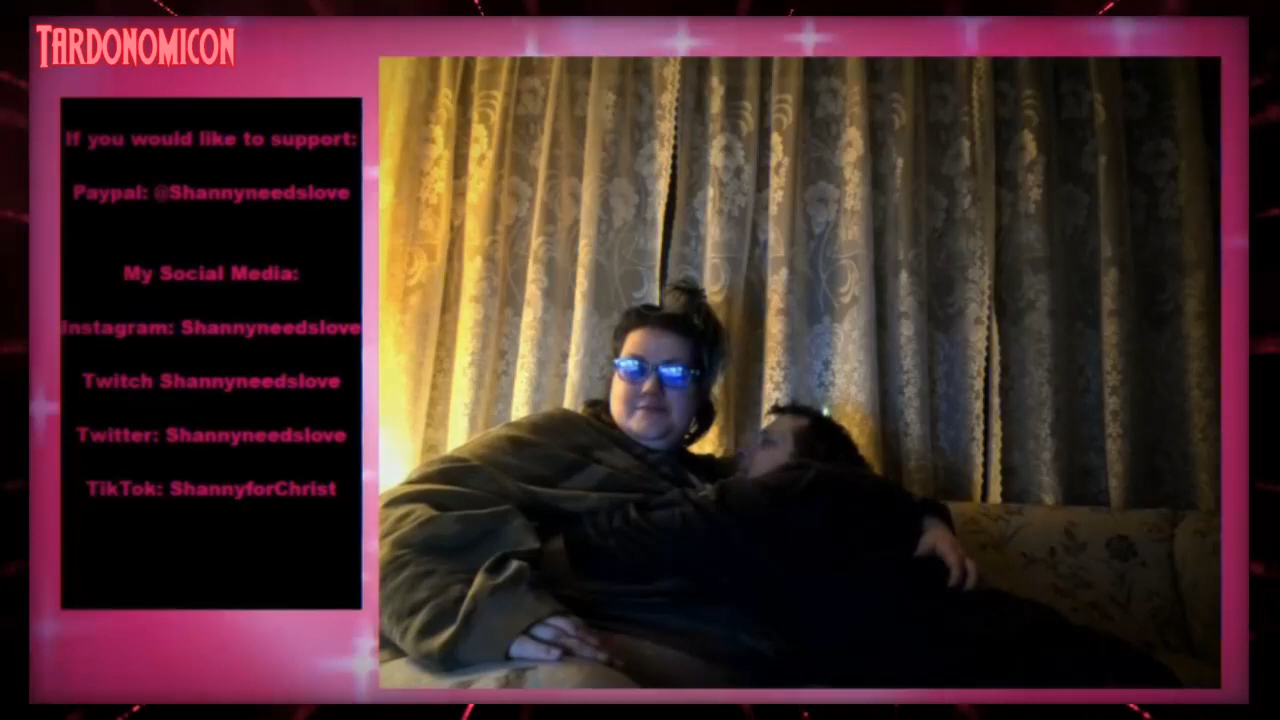 TARDONOMICON
If you would like to support:
Paypal: @Shannyneedslove
My Social Media:
Instagram: Shannyneedslove
Twitch Shannyneedslove
Twitter: Shannyneedslove
TikTok: ShannyforChrist